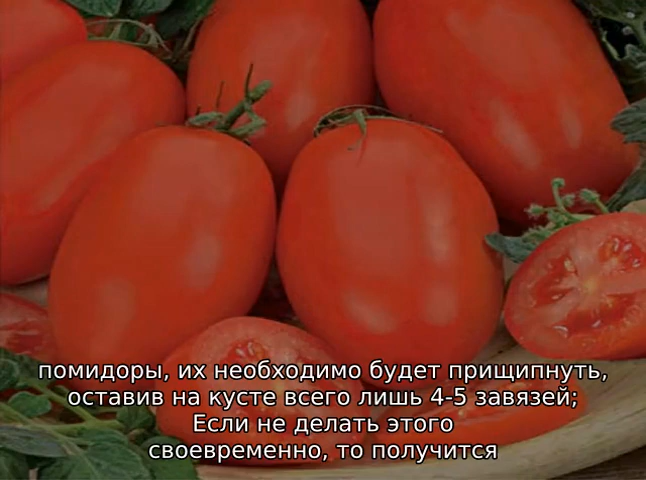 помидоры, их необходимо будет прищипнуть,
оставив на кусте всего лишь 4-5 завязей;
Если не делать этого
своевременно, то получится